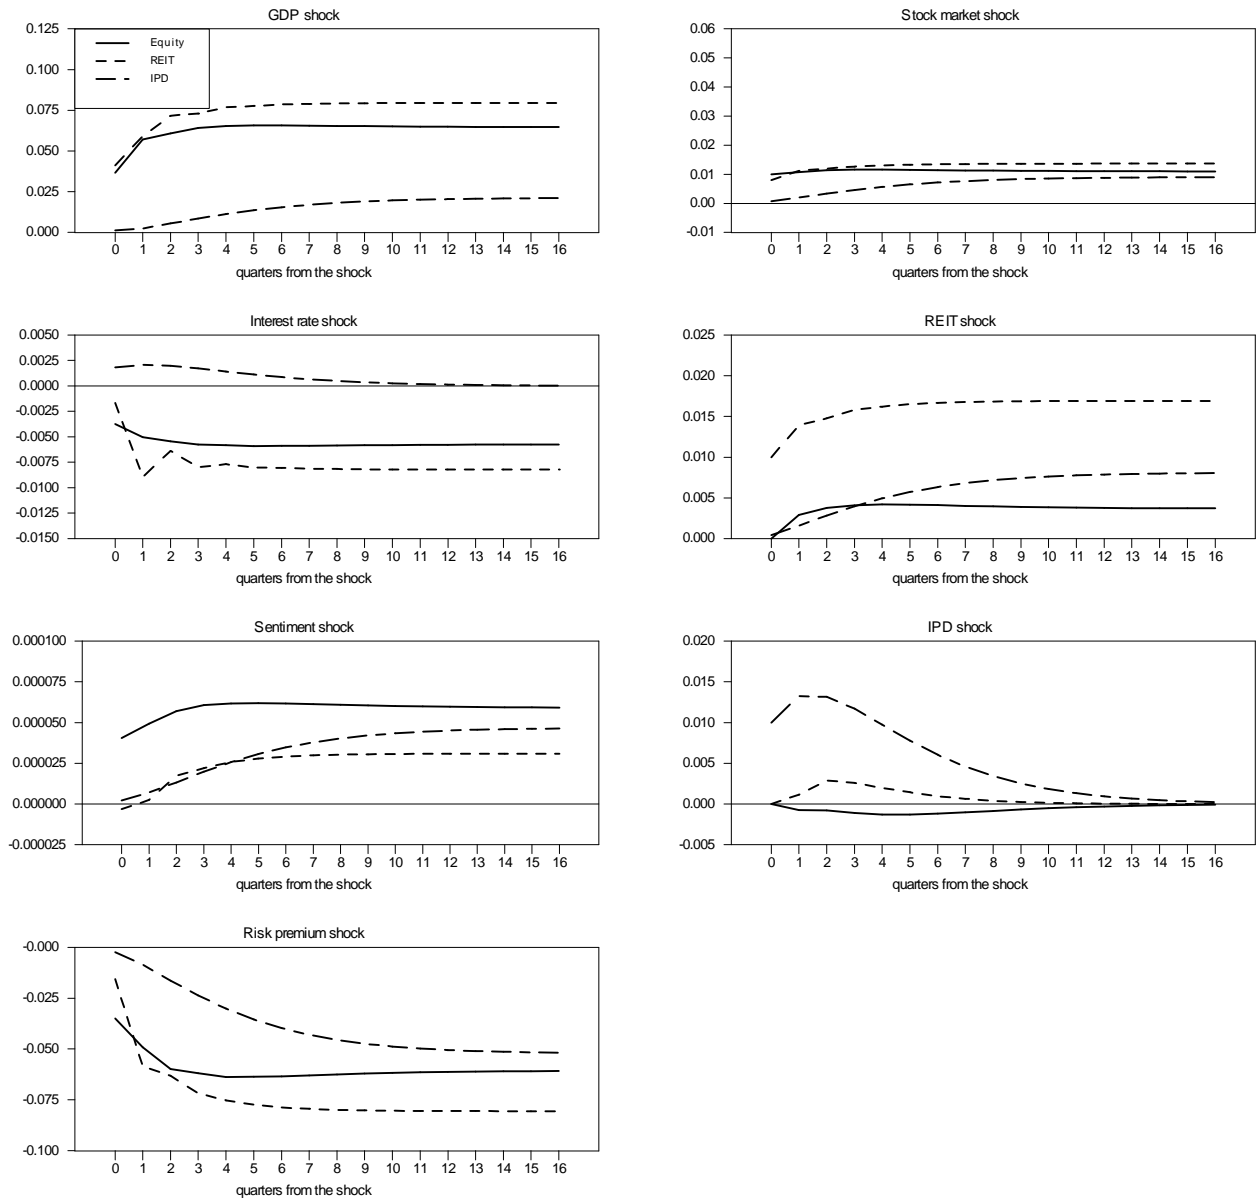 GDP shock
0.125
0.100
0.075
0.050
0.025
0.000
Equity
REIT
IPD
0 1 2 3 4 5 6 7 8 9 10 11 12 13 14 15 16
quarters from the shock
Stock market shock
0.06
0.05
0.04
0.03
0.02
0.01
0.00
-0.01
0 1 2 3 4 5 6 7 8 9 10 11 12 13 14 15 16
quarters from the shock
Interest rate shock
0.0050
0.0025
0.0000
-0.0025
-0.0050
-0.0075
-0.0100
-0.0125
-0.0150
0 1 2 3 4 5 6 7 8 9 10 11 12 13 14 15 16
quarters from the shock
REIT shock
0.025
0.020
0.015
0.010
0.005
0.000
0 1 2 3 4 5 6 7 8 9 10 11 12 13 14 15 16
quarters from the shock
Sentiment shock
0.000100
0.000075
0.000050
0.000025
0.000000
-0.000025
0 1 2 3 4 5 6 7 8 9 10 11 12 13 14 15 16
quarters from the shock
IPD shock
0.020
0.015
0.010
0.005
0.000
-0.005
0 1 2 3 4 5 6 7 8 9 10 11 12 13 14 15 16
quarters from the shock
Risk premium shock
-0.000
-0.025
-0.050
-0.075
-0.100
0 1 2 3 4 5 6 7 8 9 10 11 12 13 14 15 16
quarters from the shock